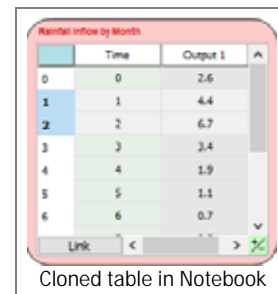 Rainfall Inflow by Month
Time Output 1
0 0 2.6
1 1 4.4
2 2 6.7
3 3 3.4
4 4 1.9
5 5 1.1
6 6 0.7
Link
Cloned table in Notebook